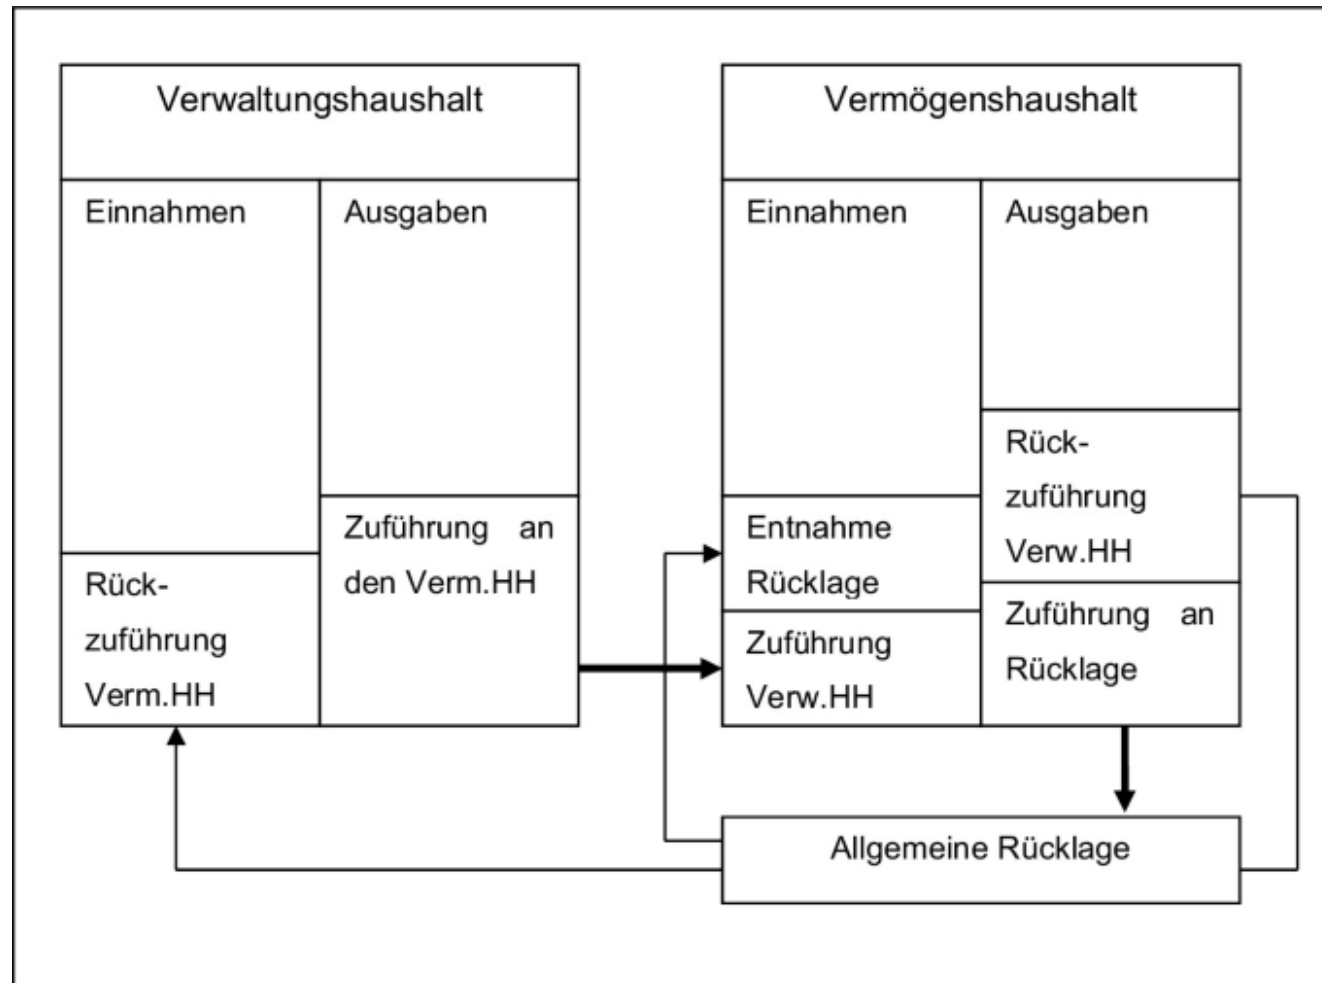 Verwaltungshaushalt
Einnahmen
Ausgaben
Zuführung an
den Verm.HH
Rück-
zuführung
Verm.HH
Vermögenshaushalt
Einnahmen
Ausgaben
Rück-
zuführung
Verw.HH
Entnahme
Rücklage
Zuführung
Verw.HH
Zuführung an
Rücklage
Allgemeine Rücklage